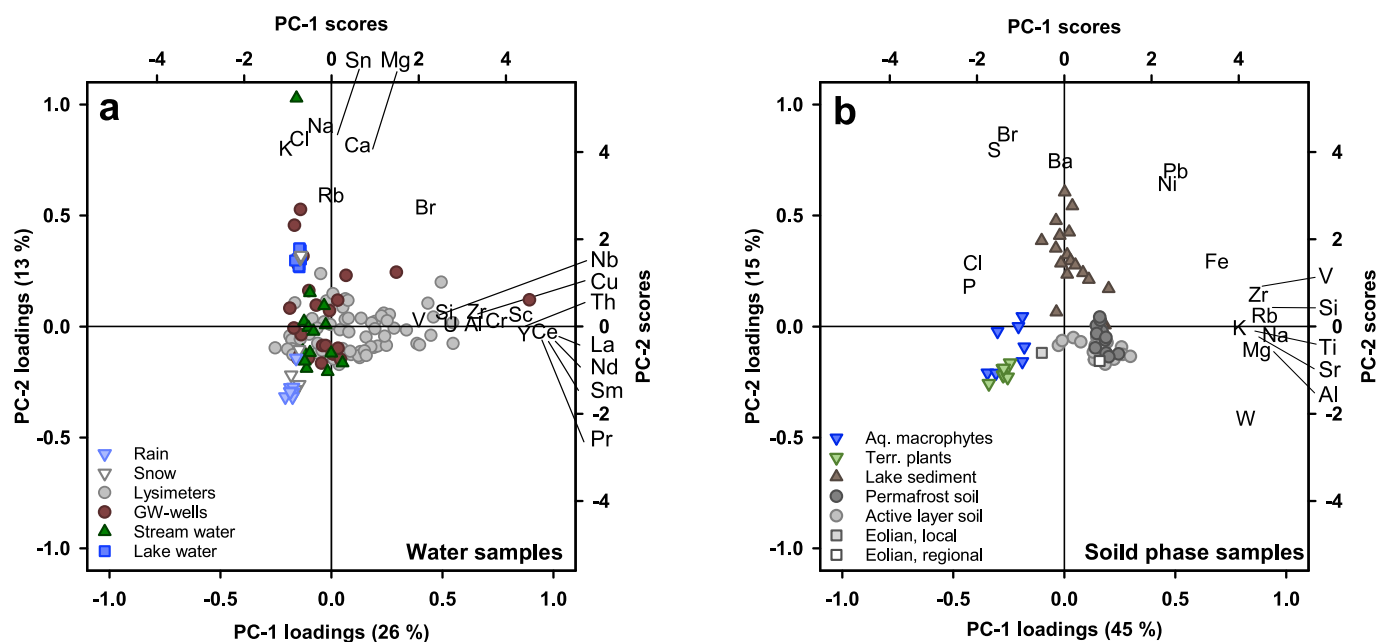 PC-1 scores
-4 -2 0 2 4
Sn Mg
a
1.0
Na
Cl
K
Ca
4
Rb
Br
0.5
2
Nb
Cu
Th
Si Zr Sc
V U Al Cr
0.0
0
Y Ce
La
Nd
Sm
Pr
-0.5
-2
-4
-1.0
PC-2 loadings (13 %)
PC-2 scores
Rain
Snow
Lysimeters
GW-wells
Stream water
Lake water
Water samples
-1.0 -0.5 0.0 0.5 1.0
PC-1 loadings (26 %)
PC-1 scores
-4 -2 0 2 4
b
1.0
Br
S
Ba
Pb
Ni
4
0.5
2
Cl
P
Fe
V
Zr
Si
Rb
0.0
0
K Na
Ti
Mg
Sr
Al
W
-0.5
-2
-4
-1.0
PC-2 loadings (15 %)
PC-2 scores
Aq. macrophytes
Terr. plants
Lake sediment
Permafrost soil
Active layer soil
Eolian, local
Eolian, regional
Soild phase samples
-1.0 -0.5 0.0 0.5 1.0
PC-1 loadings (45 %)